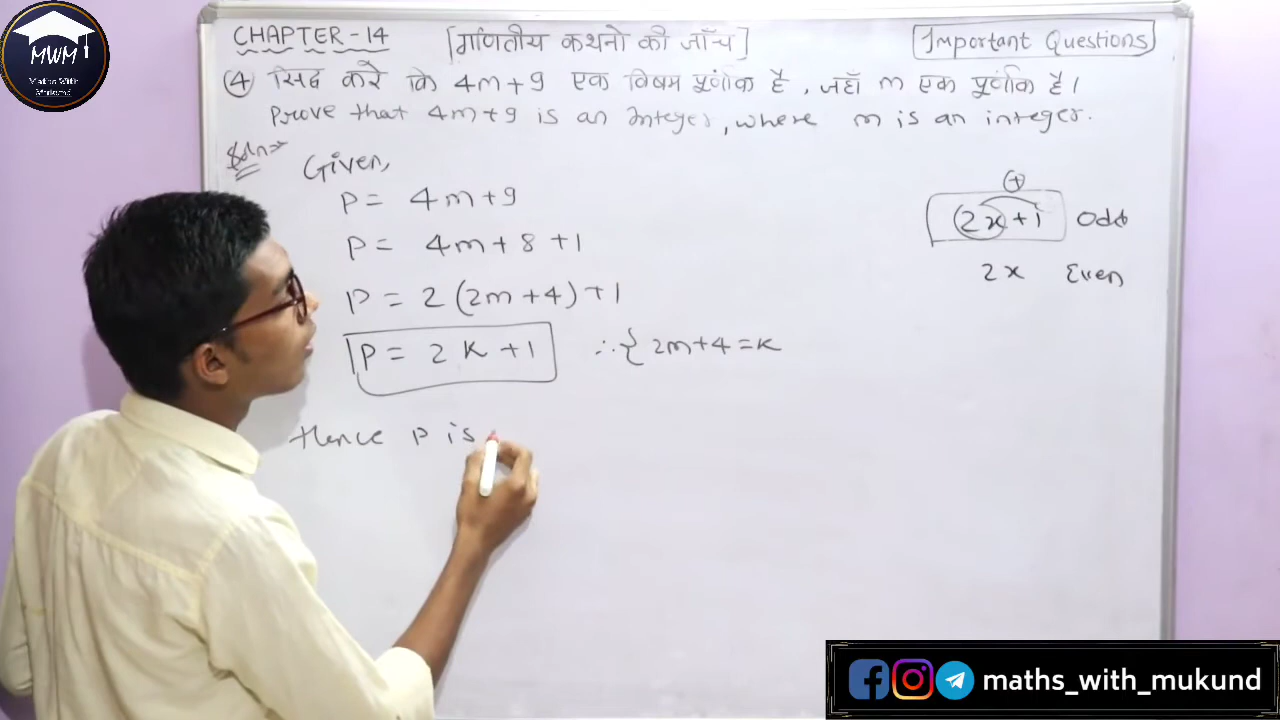 MWM
Maths With
Mukund
CHAPTER-14 [गणितीय कथनो की जाँच] Important Questions
④ सिद्ध करें कि 4m+9 एक विषम पूर्णांक है, जहाँ m एक पूर्णांक है।
Prove that 4m+9 is an Integer, where m is an integer.
Soln⇒ Given,
P = 4m+9
P = 4m+8+1
P = 2(2m+4)+1
P = 2K+1 ∴{2m+4=K
Hence P is
(+)
(2x+1 Odd
2x Even
maths_with_mukund